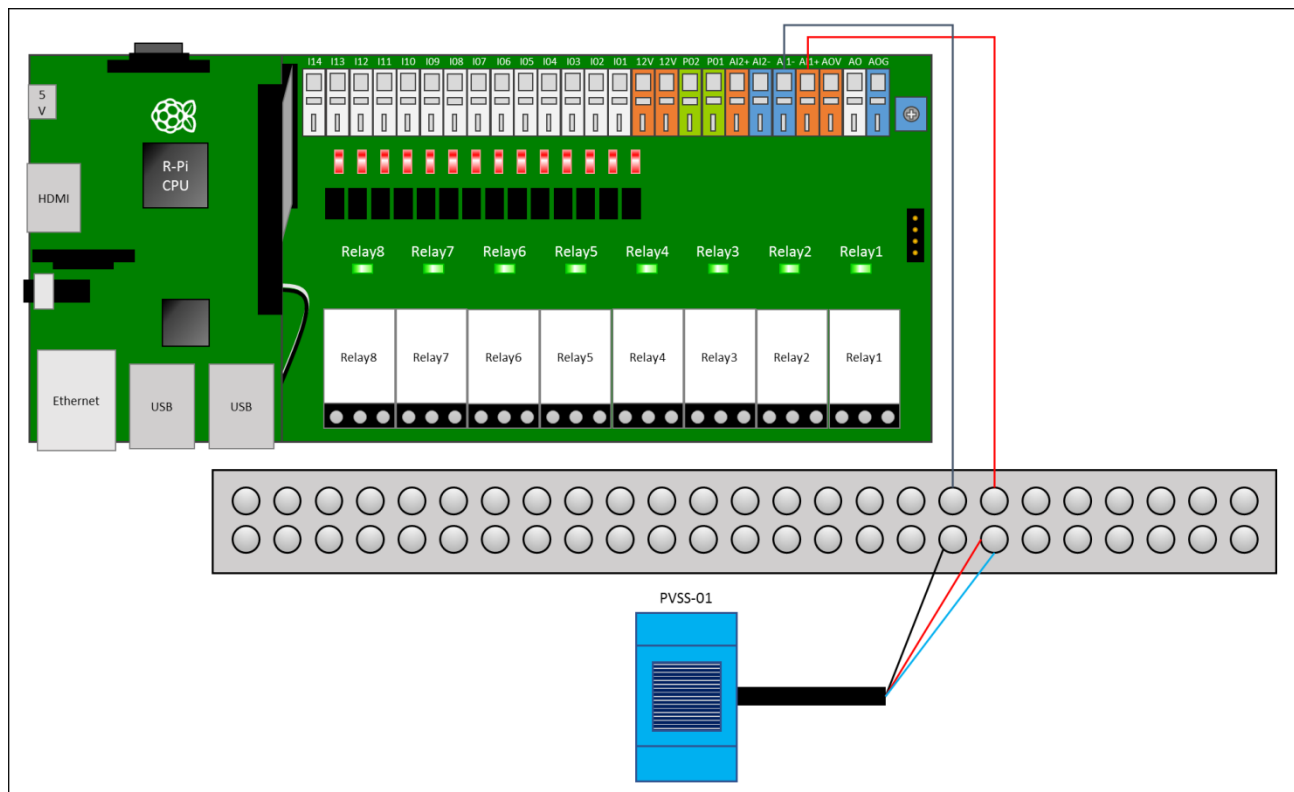 I14 I13 I12 I11 I10 I09 I08 I07 I06 I05 I04 I03 I02 I01 12V 12V P02 P01 AI2+ AI2- AI1- AI1+ AOV AO AOG
5
V
R-Pi
CPU
HDMI
Relay8 Relay7 Relay6 Relay5 Relay4 Relay3 Relay2 Relay1
Relay8 Relay7 Relay6 Relay5 Relay4 Relay3 Relay2 Relay1
Ethernet USB USB
PVSS-01